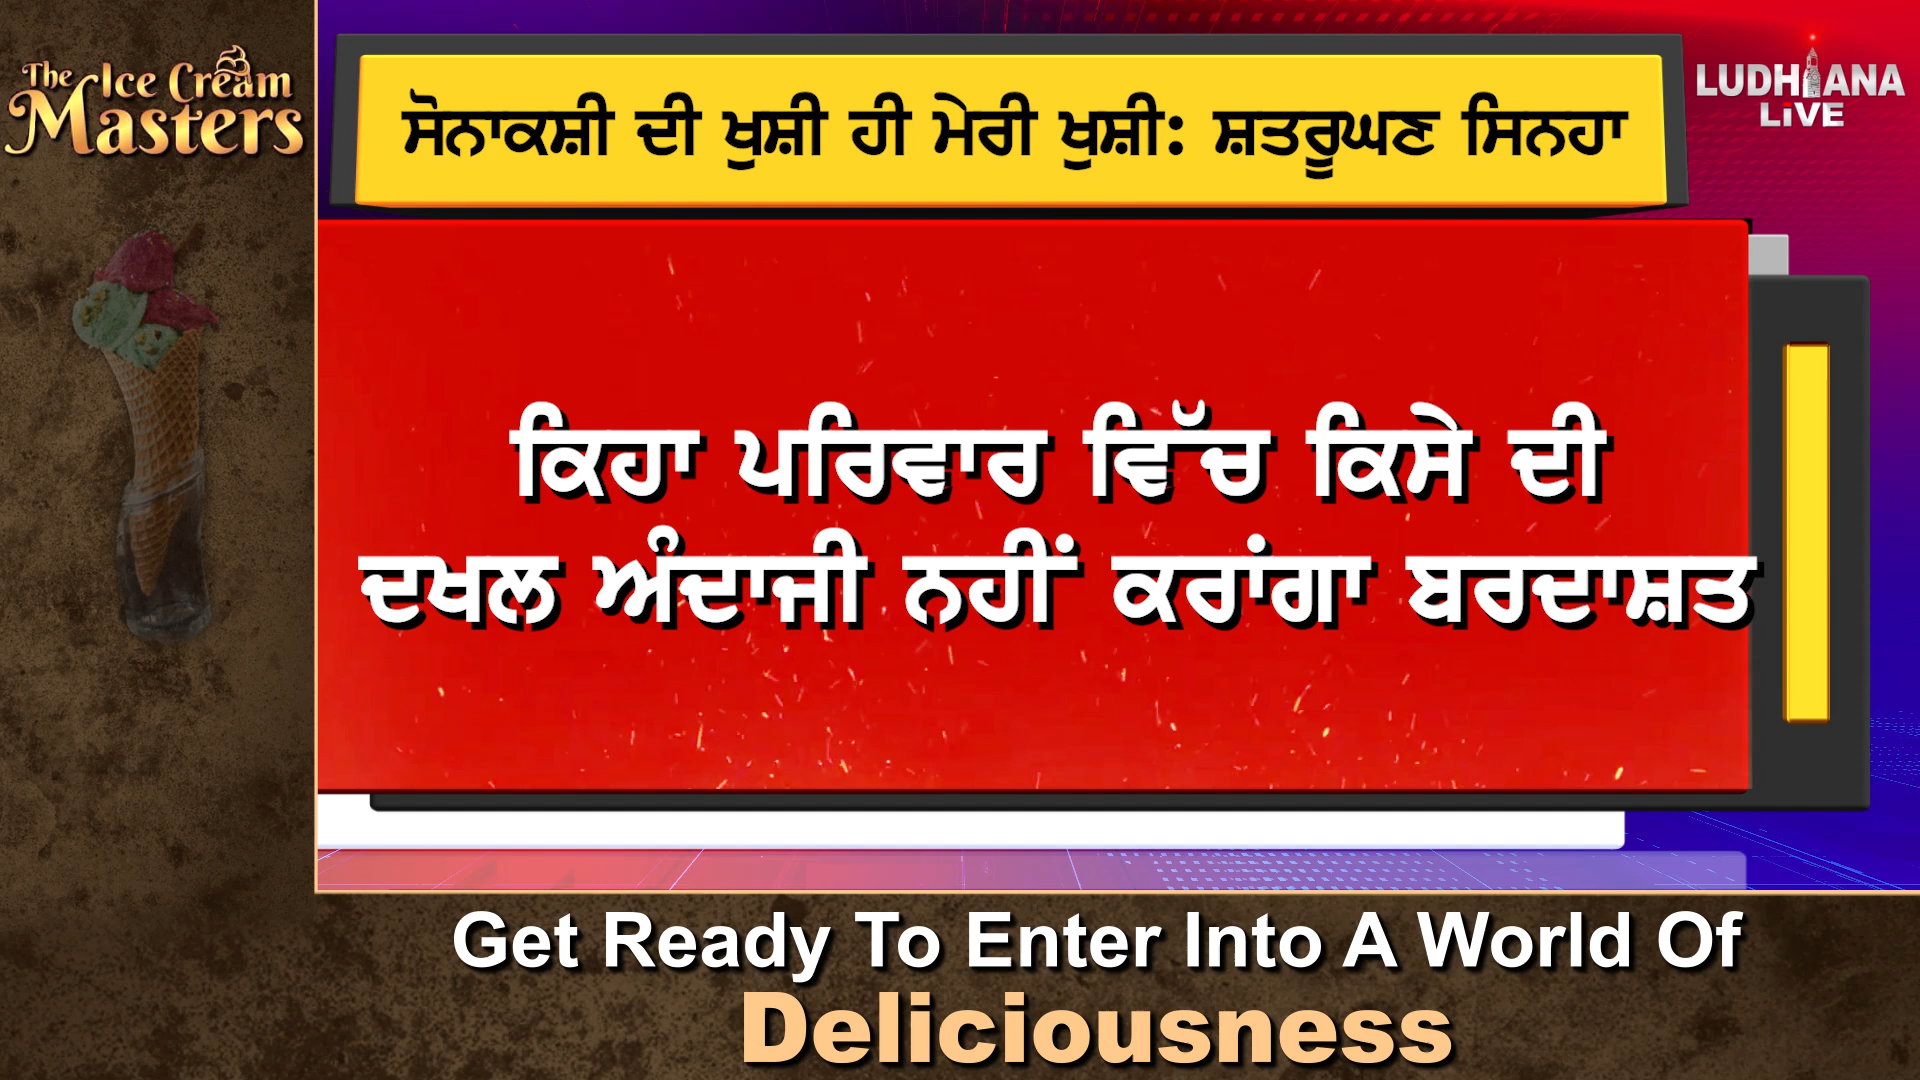 The Ice Cream
Masters
ਸੋਨਾਕਸ਼ੀ ਦੀ ਖੁਸ਼ੀ ਹੀ ਮੇਰੀ ਖੁਸ਼ੀ: ਸ਼ਤਰੂਘਣ ਸਿਨਹਾ
LUDHIANA
LiVE
ਕਿਹਾ ਪਰਿਵਾਰ ਵਿੱਚ ਕਿਸੇ ਦੀ
ਦਖਲ ਅੰਦਾਜੀ ਨਹੀਂ ਕਰਾਂਗਾ ਬਰਦਾਸ਼ਤ
Get Ready To Enter Into A World Of
Deliciousness